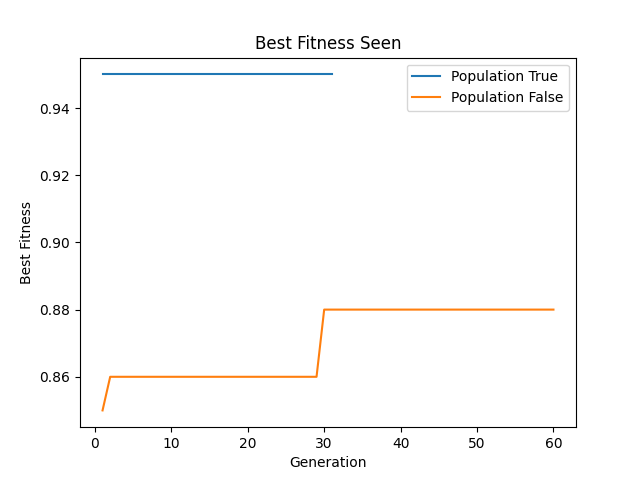 Best Fitness Seen
Population True
Population False
0.94
0.92
0.90
0.88
0.86
Best Fitness
0 10 20 30 40 50 60
Generation